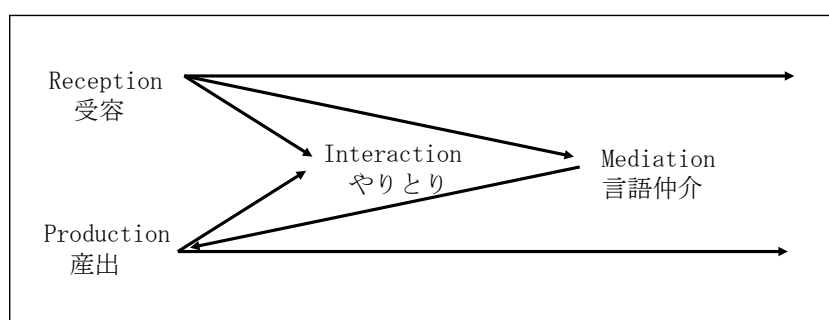 Reception
受容
Interaction
やりとり
Mediation
言語仲介
Production
産出